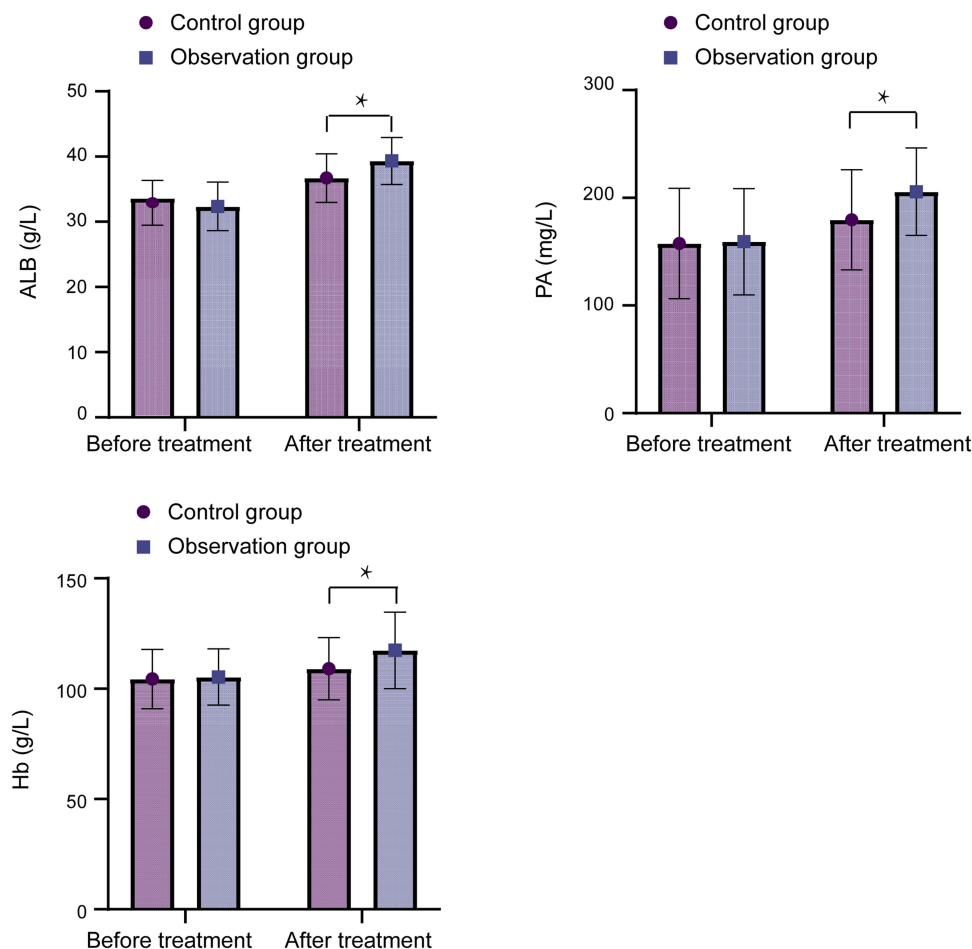 Control group
Observation group
ALB (g/L)
50
40
30
20
10
0
*
Before treatment
After treatment
Control group
Observation group
PA (mg/L)
300
200
100
0
*
Before treatment
After treatment
Control group
Observation group
Hb (g/L)
150
100
50
0
*
Before treatment
After treatment